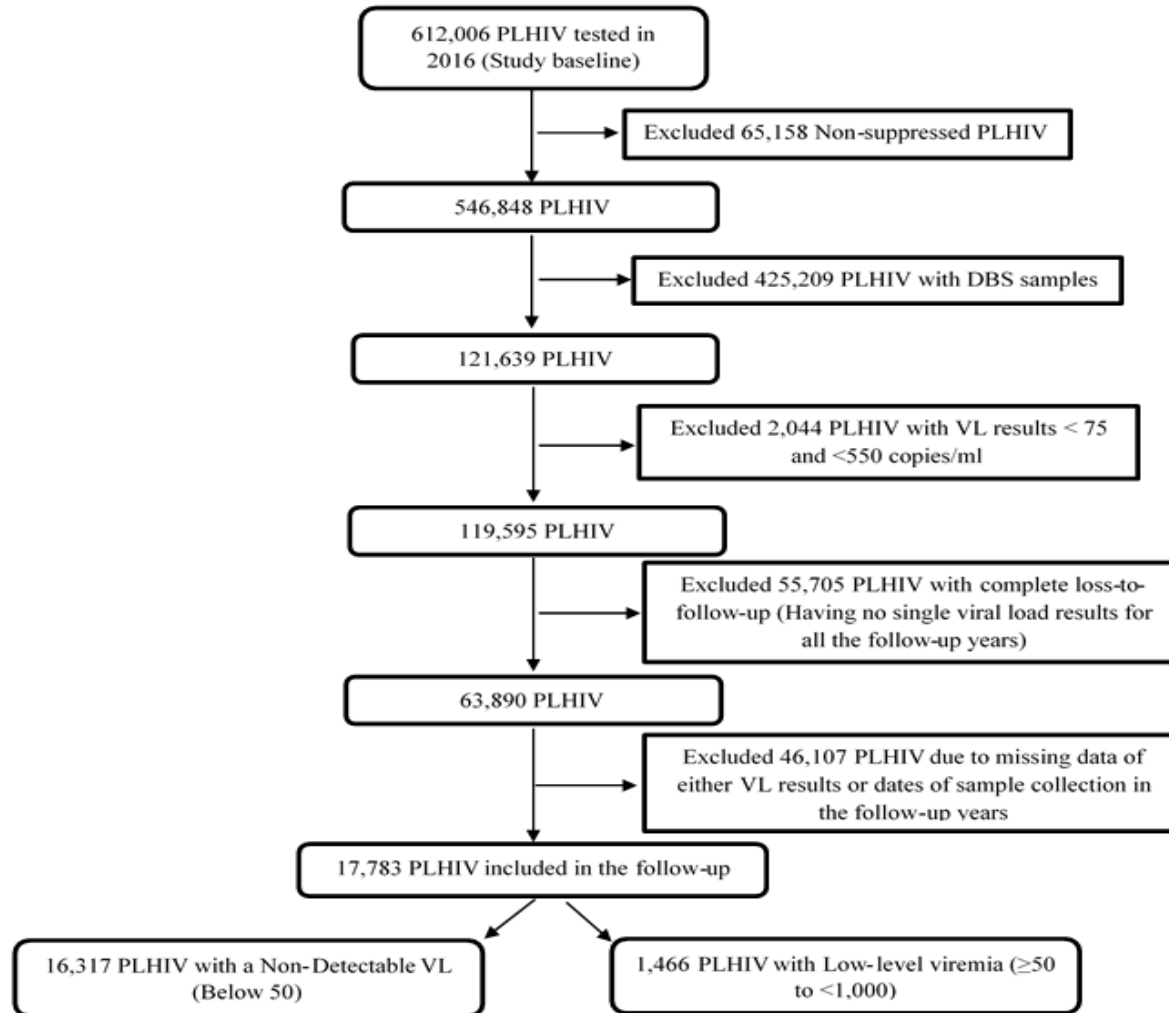 612,006 PLHIV tested in
2016 (Study baseline)
Excluded 65,158 Non-suppressed PLHIV
546,848 PLHIV
Excluded 425,209 PLHIV with DBS samples
121,639 PLHIV
Excluded 2,044 PLHIV with VL results < 75
and <550 copies/ml
119,595 PLHIV
Excluded 55,705 PLHIV with complete loss-to-
follow-up (Having no single viral load results for
all the follow-up years)
63,890 PLHIV
Excluded 46,107 PLHIV due to missing data of
either VL results or dates of sample collection in
the follow-up years
17,783 PLHIV included in the follow-up
16,317 PLHIV with a Non-Detectable VL
(Below 50)
1,466 PLHIV with Low-level viremia (≥50
to <1,000)